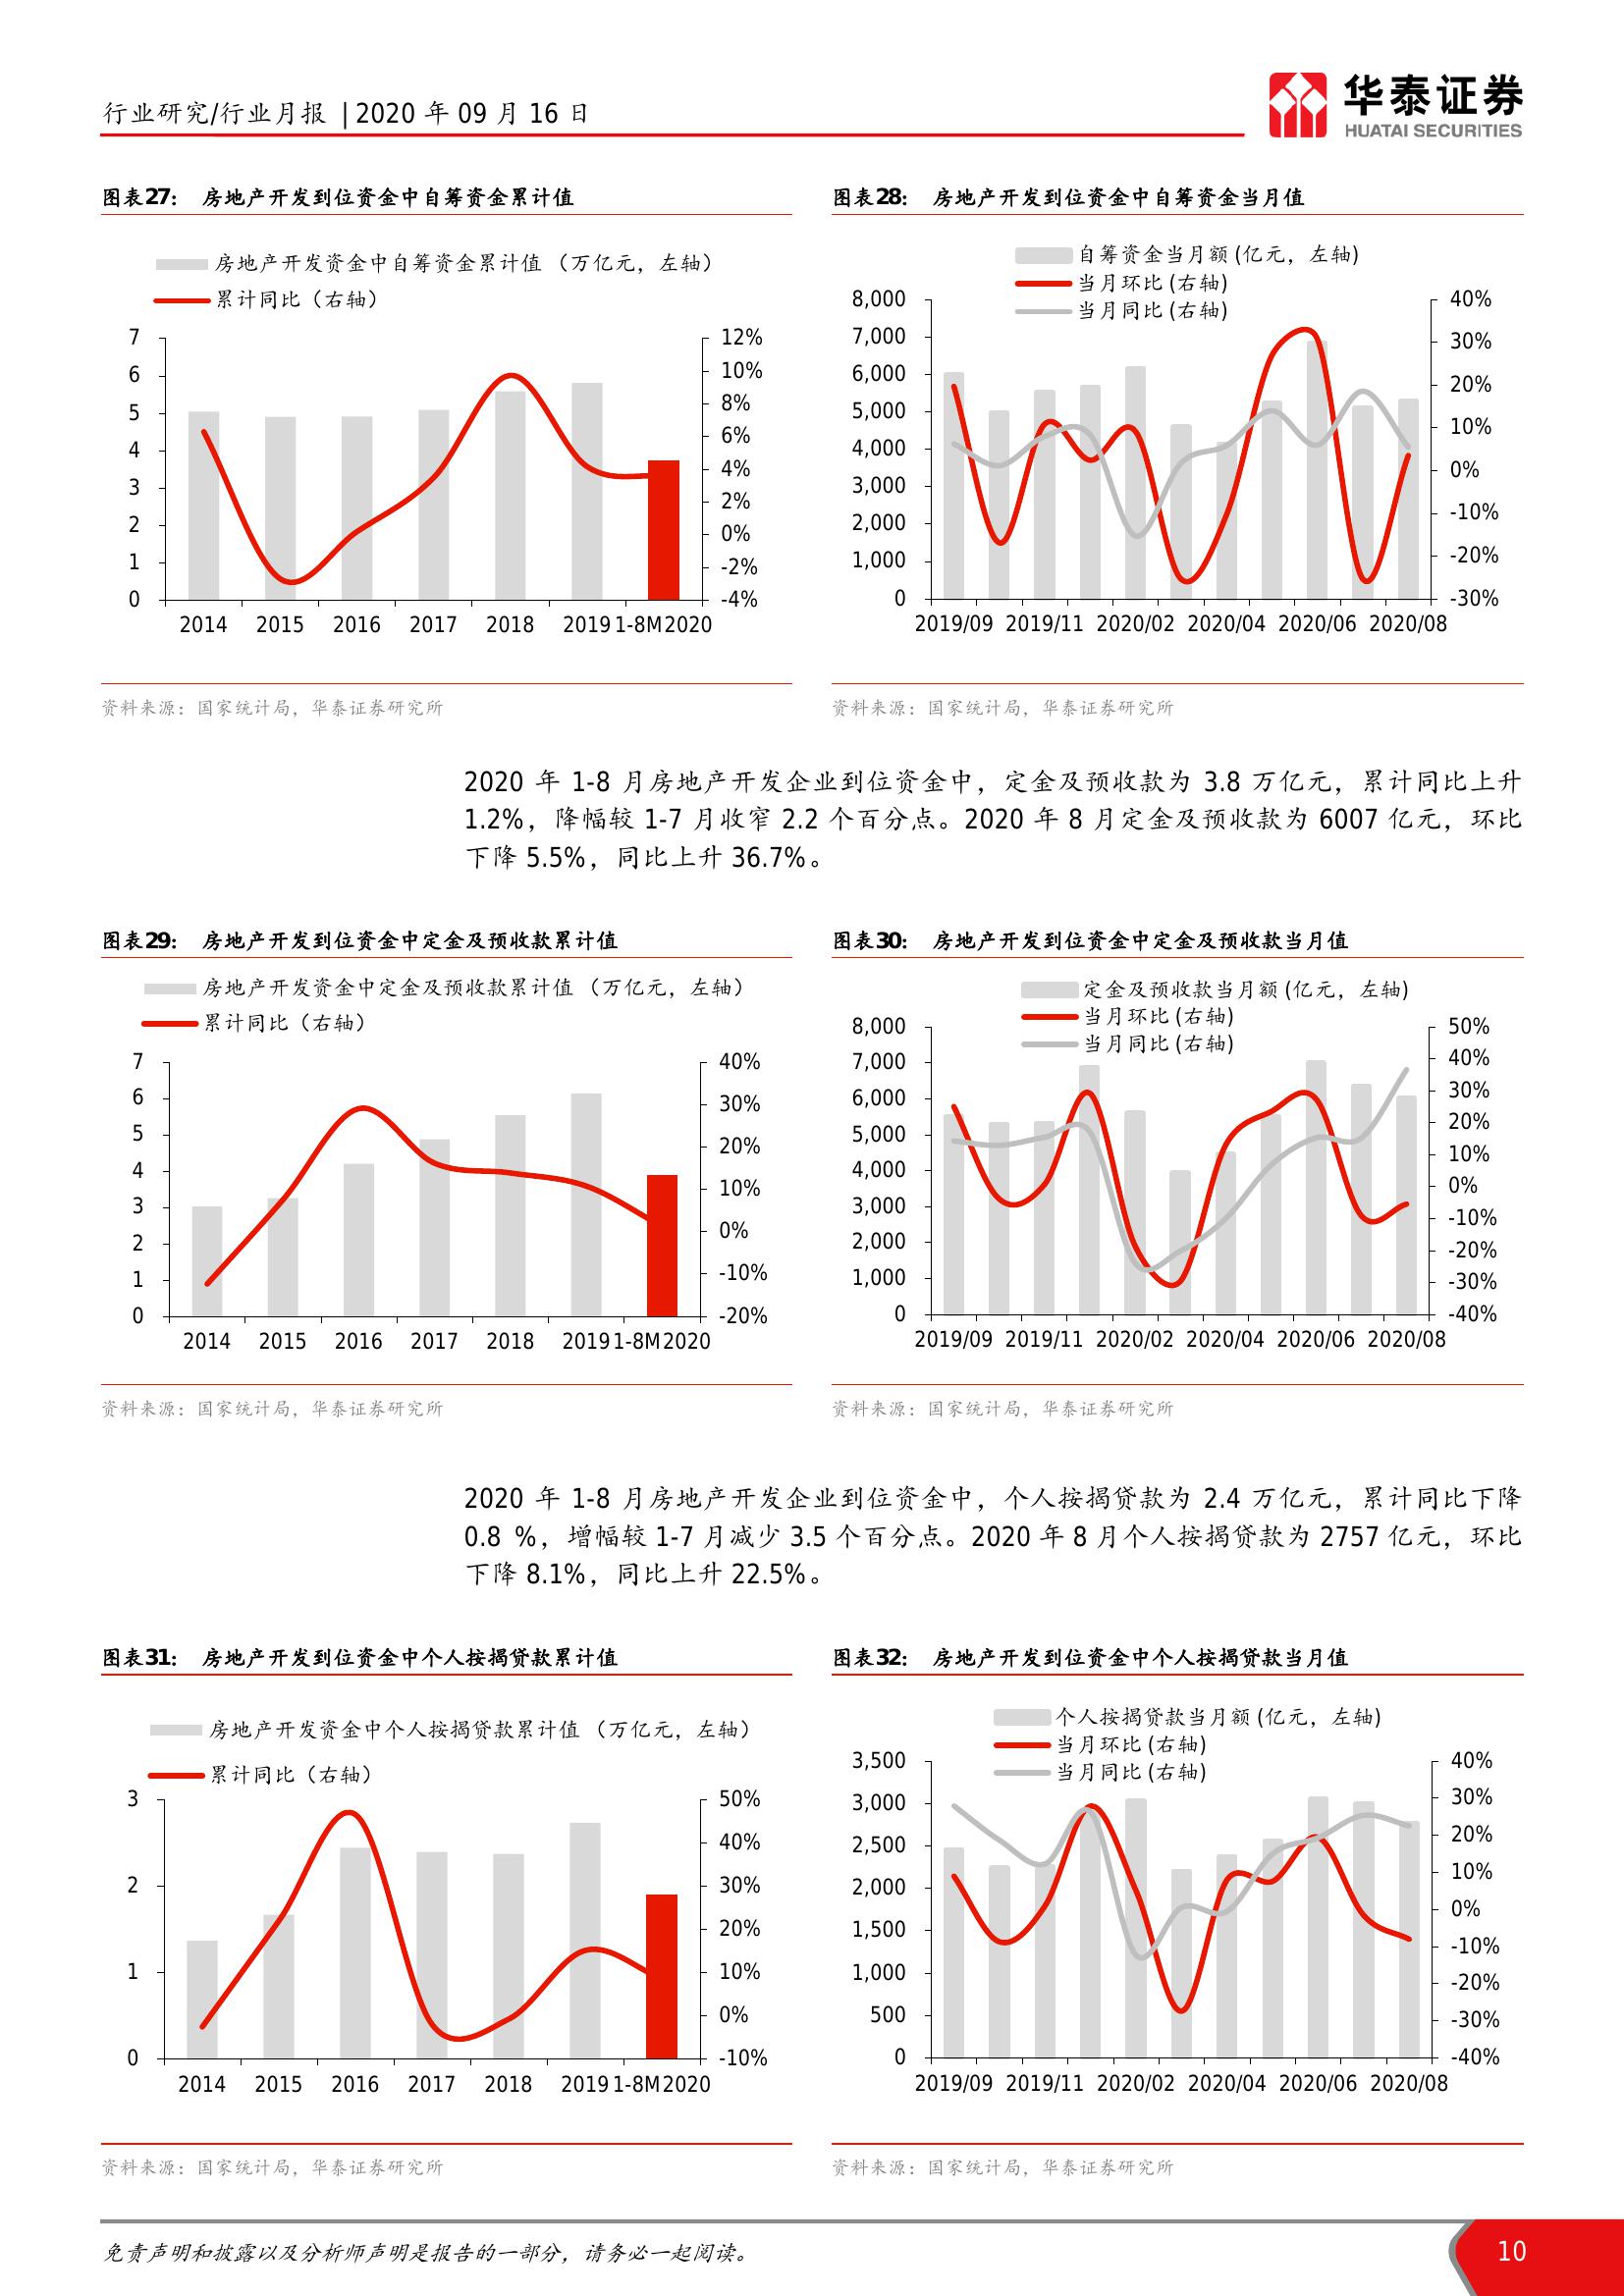 行业研究/行业月报 | 2020 年 09 月 16 日
华泰证券
HUATAI SECURITIES
图表27： 房地产开发到位资金中自筹资金累计值
房地产开发资金中自筹资金累计值 （万亿元，左轴）
累计同比（右轴）
7
6
5
4
3
2
1
0
12%
10%
8%
6%
4%
2%
0%
-2%
-4%
2014 2015 2016 2017 2018 2019 1-8M2020
资料来源：国家统计局，华泰证券研究所
图表28： 房地产开发到位资金中自筹资金当月值
自筹资金当月额 (亿元，左轴)
当月环比 (右轴)
当月同比 (右轴)
8,000
7,000
6,000
5,000
4,000
3,000
2,000
1,000
0
40%
30%
20%
10%
0%
-10%
-20%
-30%
2019/09 2019/11 2020/02 2020/04 2020/06 2020/08
资料来源：国家统计局，华泰证券研究所
2020 年 1-8 月房地产开发企业到位资金中，定金及预收款为 3.8 万亿元，累计同比上升
1.2%，降幅较 1-7 月收窄 2.2 个百分点。2020 年 8 月定金及预收款为 6007 亿元，环比
下降 5.5%，同比上升 36.7%。
图表29： 房地产开发到位资金中定金及预收款累计值
房地产开发资金中定金及预收款累计值 （万亿元，左轴）
累计同比（右轴）
7
6
5
4
3
2
1
0
40%
30%
20%
10%
0%
-10%
-20%
2014 2015 2016 2017 2018 2019 1-8M2020
资料来源：国家统计局，华泰证券研究所
图表30： 房地产开发到位资金中定金及预收款当月值
定金及预收款当月额 (亿元，左轴)
当月环比 (右轴)
当月同比 (右轴)
8,000
7,000
6,000
5,000
4,000
3,000
2,000
1,000
0
50%
40%
30%
20%
10%
0%
-10%
-20%
-30%
-40%
2019/09 2019/11 2020/02 2020/04 2020/06 2020/08
资料来源：国家统计局，华泰证券研究所
2020 年 1-8 月房地产开发企业到位资金中，个人按揭贷款为 2.4 万亿元，累计同比下降
0.8 %，增幅较 1-7 月减少 3.5 个百分点。2020 年 8 月个人按揭贷款为 2757 亿元，环比
下降 8.1%，同比上升 22.5%。
图表31： 房地产开发到位资金中个人按揭贷款累计值
房地产开发资金中个人按揭贷款累计值 （万亿元，左轴）
累计同比（右轴）
3
2
1
0
50%
40%
30%
20%
10%
0%
-10%
2014 2015 2016 2017 2018 2019 1-8M2020
资料来源：国家统计局，华泰证券研究所
图表32： 房地产开发到位资金中个人按揭贷款当月值
个人按揭贷款当月额 (亿元，左轴)
当月环比 (右轴)
当月同比 (右轴)
3,500
3,000
2,500
2,000
1,500
1,000
500
0
40%
30%
20%
10%
0%
-10%
-20%
-30%
-40%
2019/09 2019/11 2020/02 2020/04 2020/06 2020/08
资料来源：国家统计局，华泰证券研究所
免责声明和披露以及分析师声明是报告的一部分，请务必一起阅读。
10